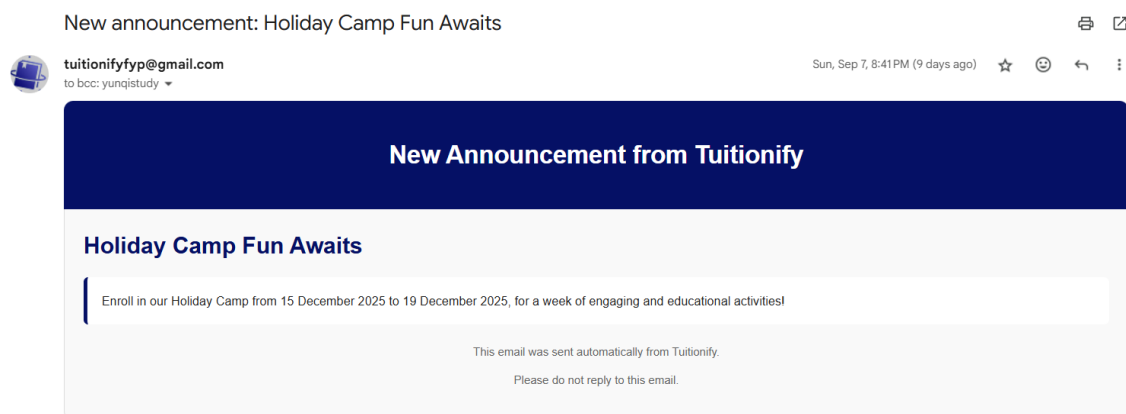 New announcement: Holiday Camp Fun Awaits
tuitionifyfyp@gmail.com
Sun, Sep 7, 8:41 PM (9 days ago)
to bcc: yunqistudy
New Announcement from Tuitionify
Holiday Camp Fun Awaits
Enroll in our Holiday Camp from 15 December 2025 to 19 December 2025, for a week of engaging and educational activities!
This email was sent automatically from Tuitionify.
Please do not reply to this email.